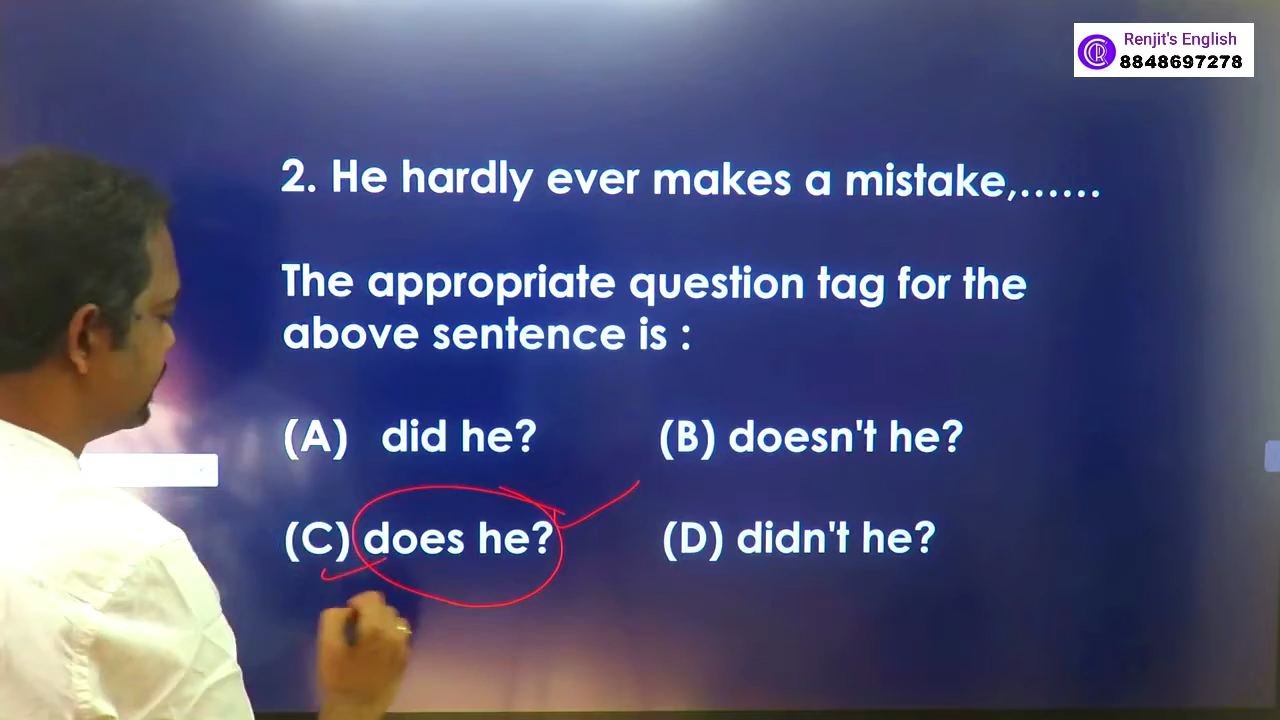 Renjit's English
8848697278
2. He hardly ever makes a mistake,......
The appropriate question tag for the
above sentence is :
(A) did he? (B) doesn't he?
(C) does he? (D) didn't he?